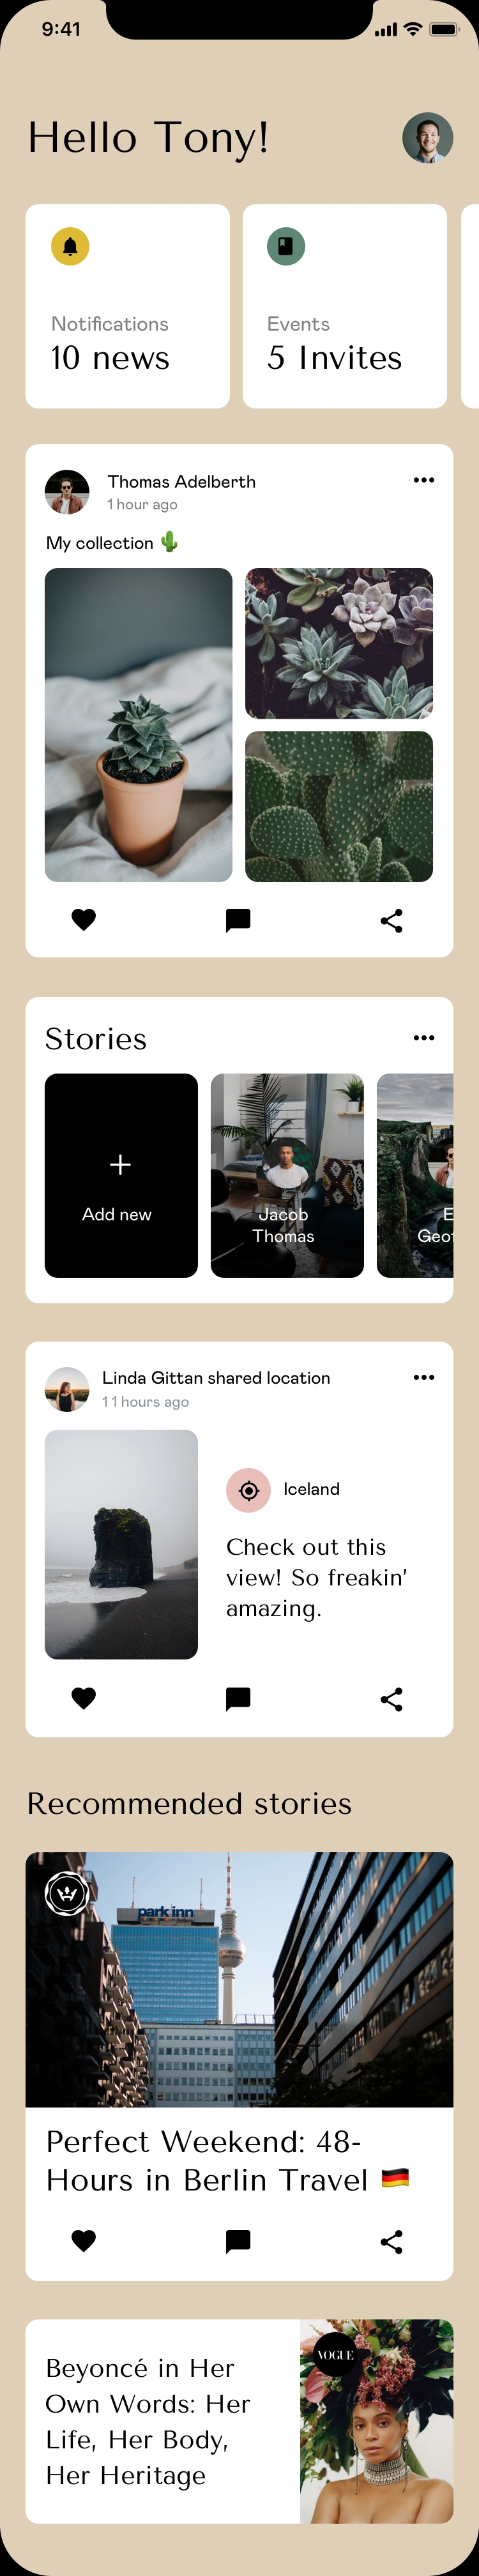 9:41
Hello Tony!
Notifications
10 news
Events
5 Invites
Thomas Adelberth
1 hour ago
My collection 🌵
Stories
Add new
Jacob
Thomas
E
Geof
Linda Gittan shared location
11 hours ago
Iceland
Check out this
view! So freakin’
amazing.
Recommended stories
park inn
Perfect Weekend: 48-
Hours in Berlin Travel 🇩🇪
Beyoncé in Her
Own Words: Her
Life, Her Body,
Her Heritage
VOGUE